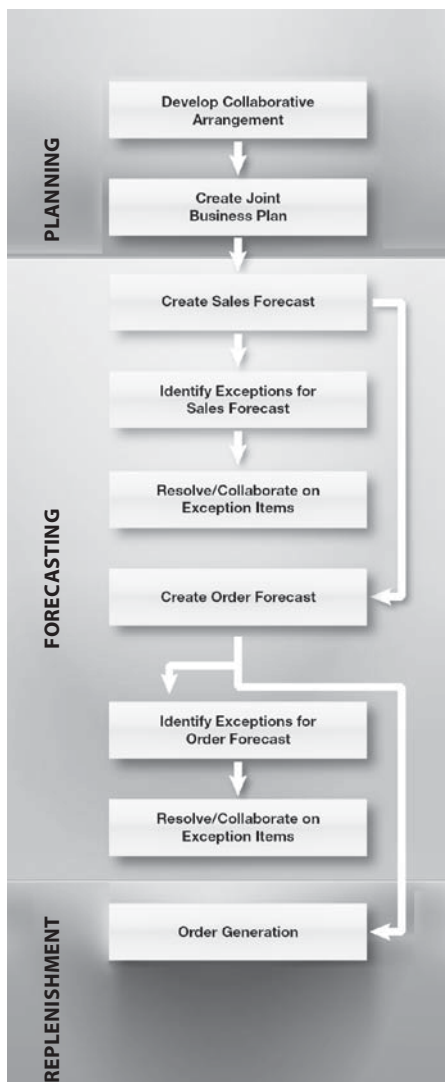 PLANNING
Develop Collaborative
Arrangement
Create Joint
Business Plan
FORECASTING
Create Sales Forecast
Identify Exceptions for
Sales Forecast
Resolve/Collaborate on
Exception Items
Create Order Forecast
Identify Exceptions for
Order Forecast
Resolve/Collaborate on
Exception Items
REPLENISHMENT
Order Generation